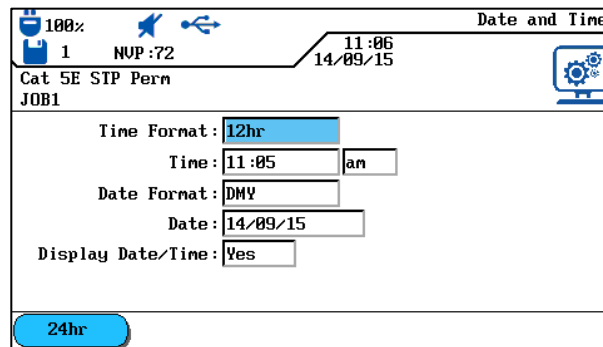 100% Date and Time
1 NVP:72 11:06
14/09/15
Cat 5E STP Perm
JOB1
Time Format: 12hr
Time: 11:05 am
Date Format: DMY
Date: 14/09/15
Display Date/Time: Yes
24hr